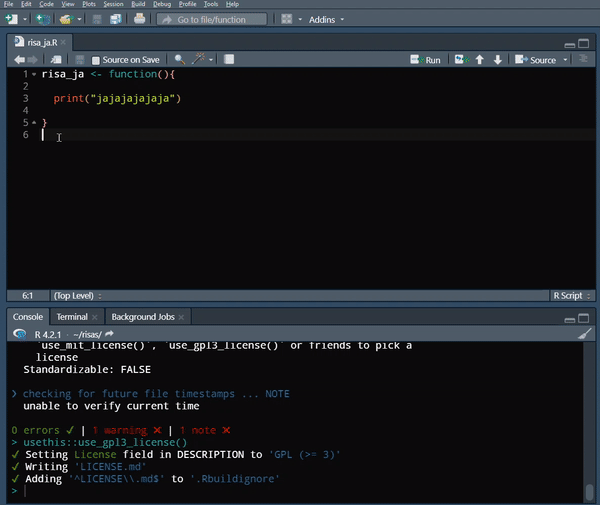 File Edit Code View Plots Session Build Debug Profile Tools Help
Go to file/function Addins
risa_ja.R
Source on Save Run Source
1 risa_ja <- function(){
2
3 print("jajajajajaja")
4
5 }
6
6:1 (Top Level) R Script
Console Terminal Background Jobs
R 4.2.1 · ~/risas/
`use_mit_license()`, `use_gpl3_license()` or friends to pick a
license
Standardizable: FALSE
❯ checking for future file timestamps ... NOTE
unable to verify current time
0 errors ✔ | 1 warning ✖ | 1 note ✖
> usethis::use_gpl3_license()
✔ Setting License field in DESCRIPTION to 'GPL (>= 3)'
✔ Writing 'LICENSE.md'
✔ Adding '^LICENSE\\.md$' to '.Rbuildignore'
>